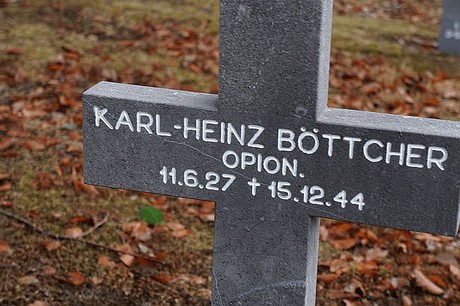 KARL-HEINZ BÖTTCHER
OPION.
11.6.27 ✝ 15.12.44